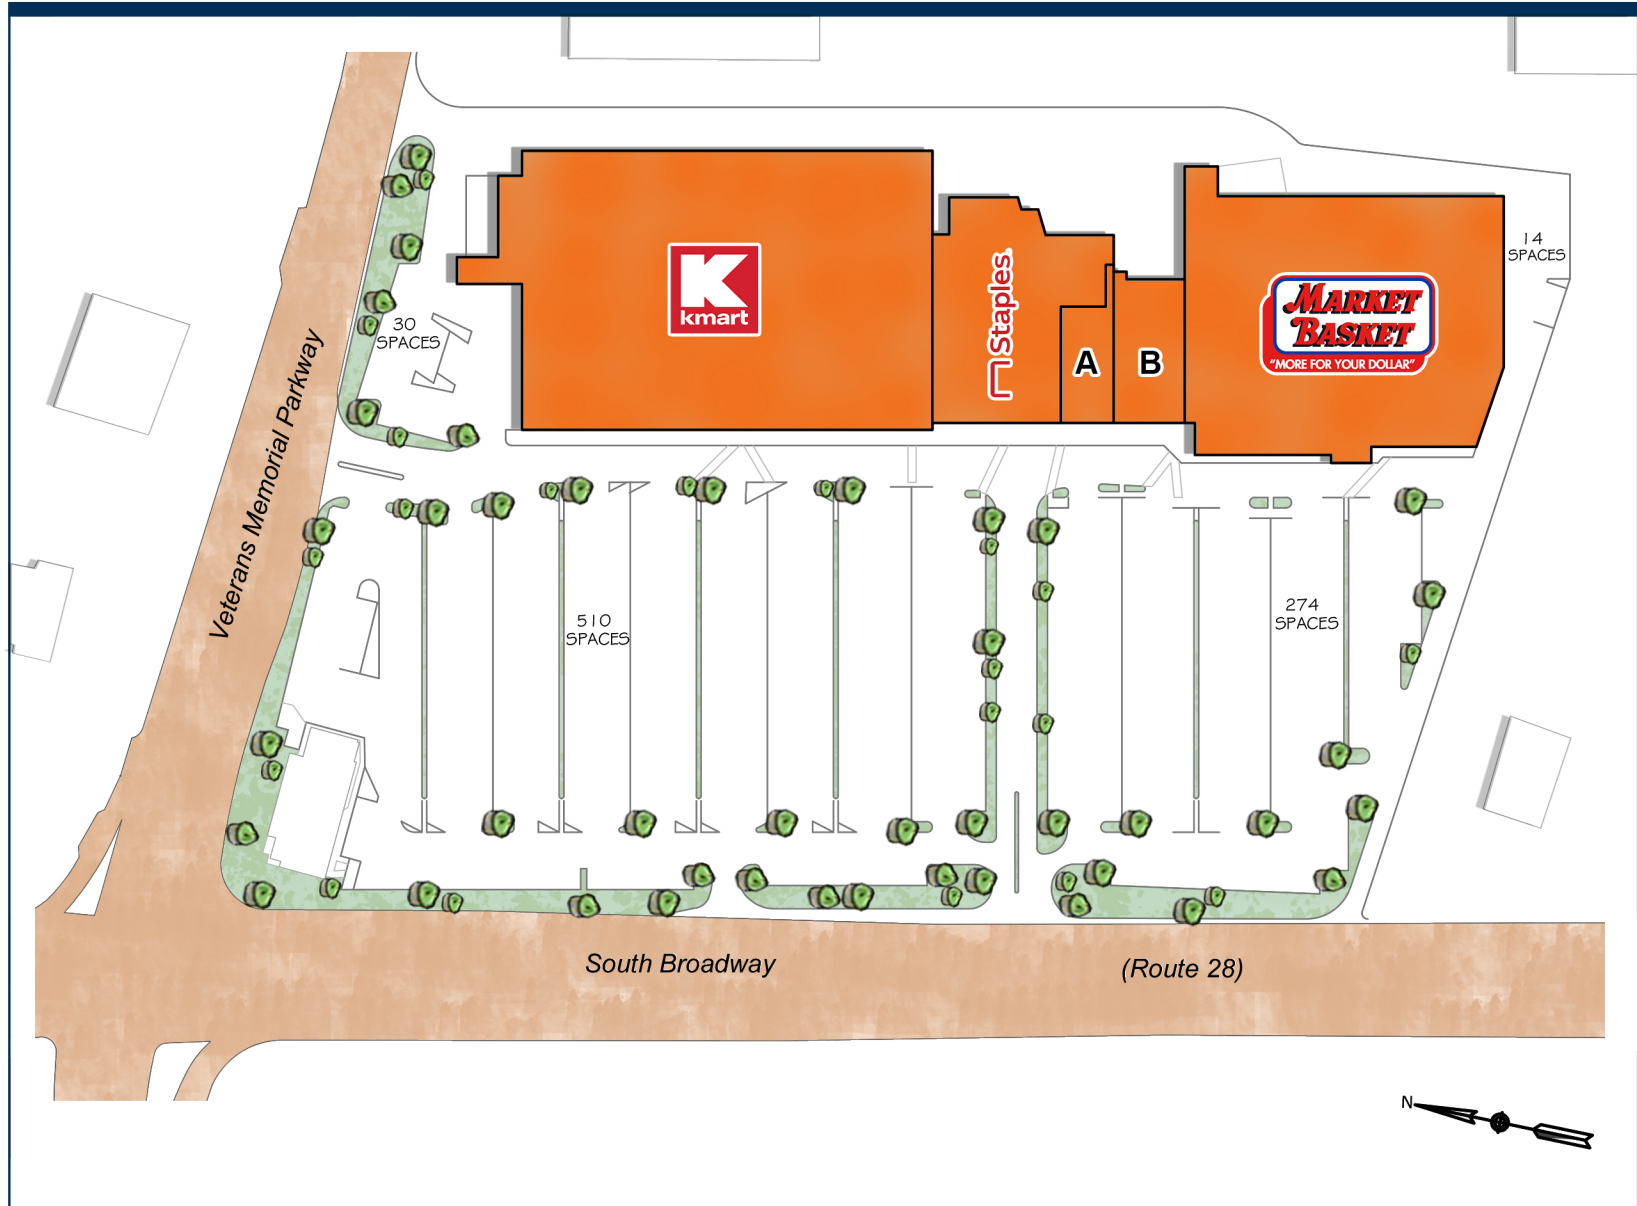 14
SPACES
K
kmart
Staples
MARKET
BASKET
"MORE FOR YOUR DOLLAR"
30
SPACES
A
B
Veterans Memorial Parkway
510
SPACES
274
SPACES
South Broadway
(Route 28)
N